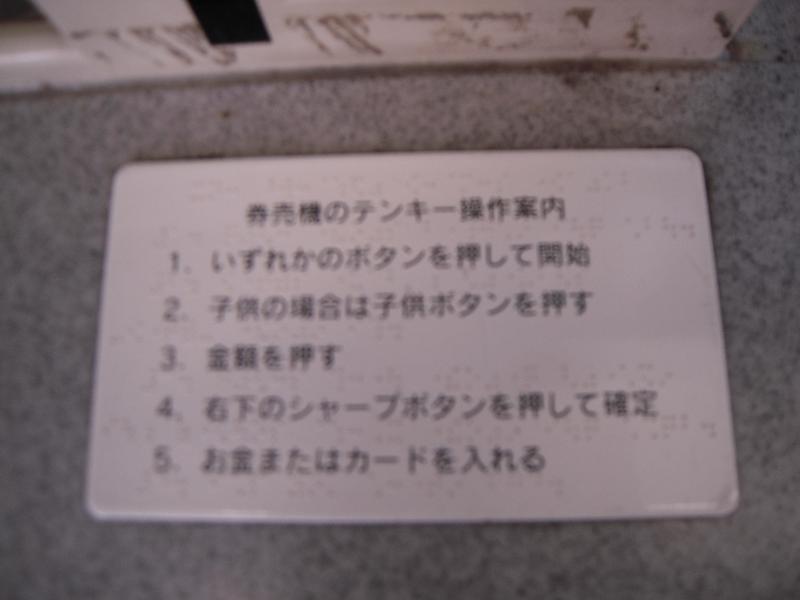 券売機のテンキー操作案内
1. いずれかのボタンを押して開始
2. 子供の場合は子供ボタンを押す
3. 金額を押す
4. 右下のシャープボタンを押して確定
5. お金またはカードを入れる